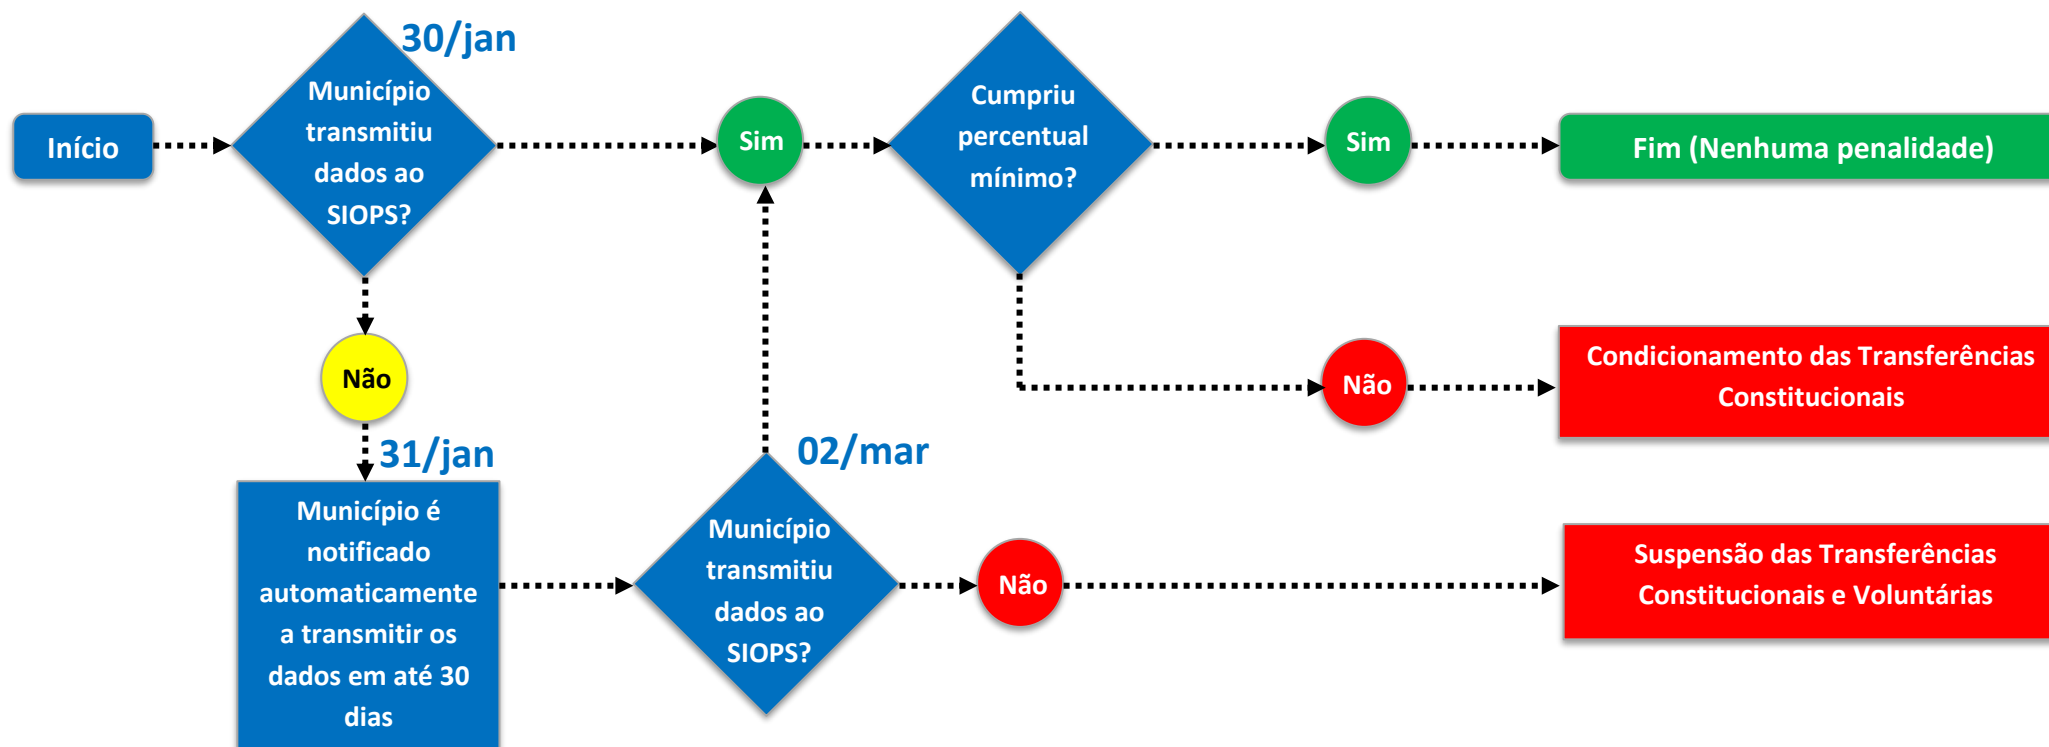 30/jan
Início
Município
transmitiu
dados ao
SIOPS?
Sim
Cumpriu
percentual
mínimo?
Sim
Fim (Nenhuma penalidade)
Não
Não
Condicionamento das Transferências
Constitucionais
31/jan
Município é
notificado
automaticamente
a transmitir os
dados em até 30
dias
02/mar
Município
transmitiu
dados ao
SIOPS?
Não
Suspensão das Transferências
Constitucionais e Voluntárias